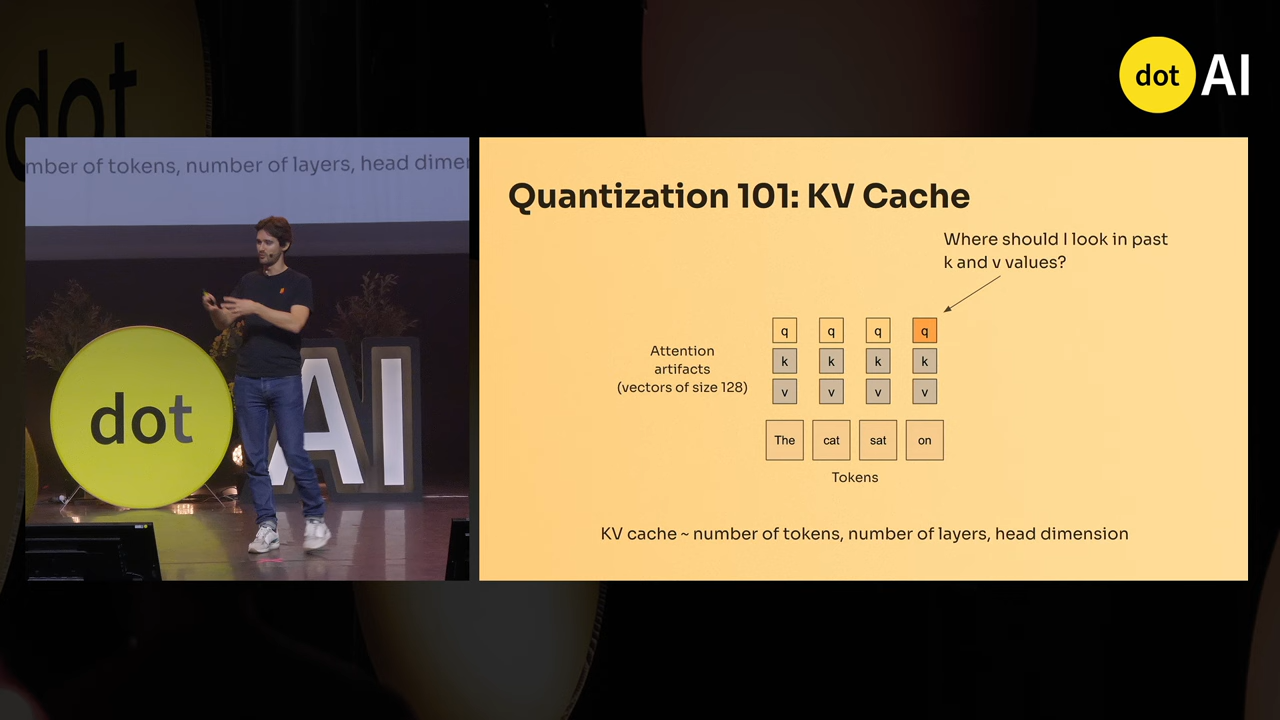 dot
dot AI
mber of tokens, number of layers, head dimen
dot AI
Quantization 101: KV Cache
Where should I look in past
k and v values?
q q q q
Attention
artifacts
(vectors of size 128)
k k k k
v v v v
The cat sat on
Tokens
KV cache ~ number of tokens, number of layers, head dimension